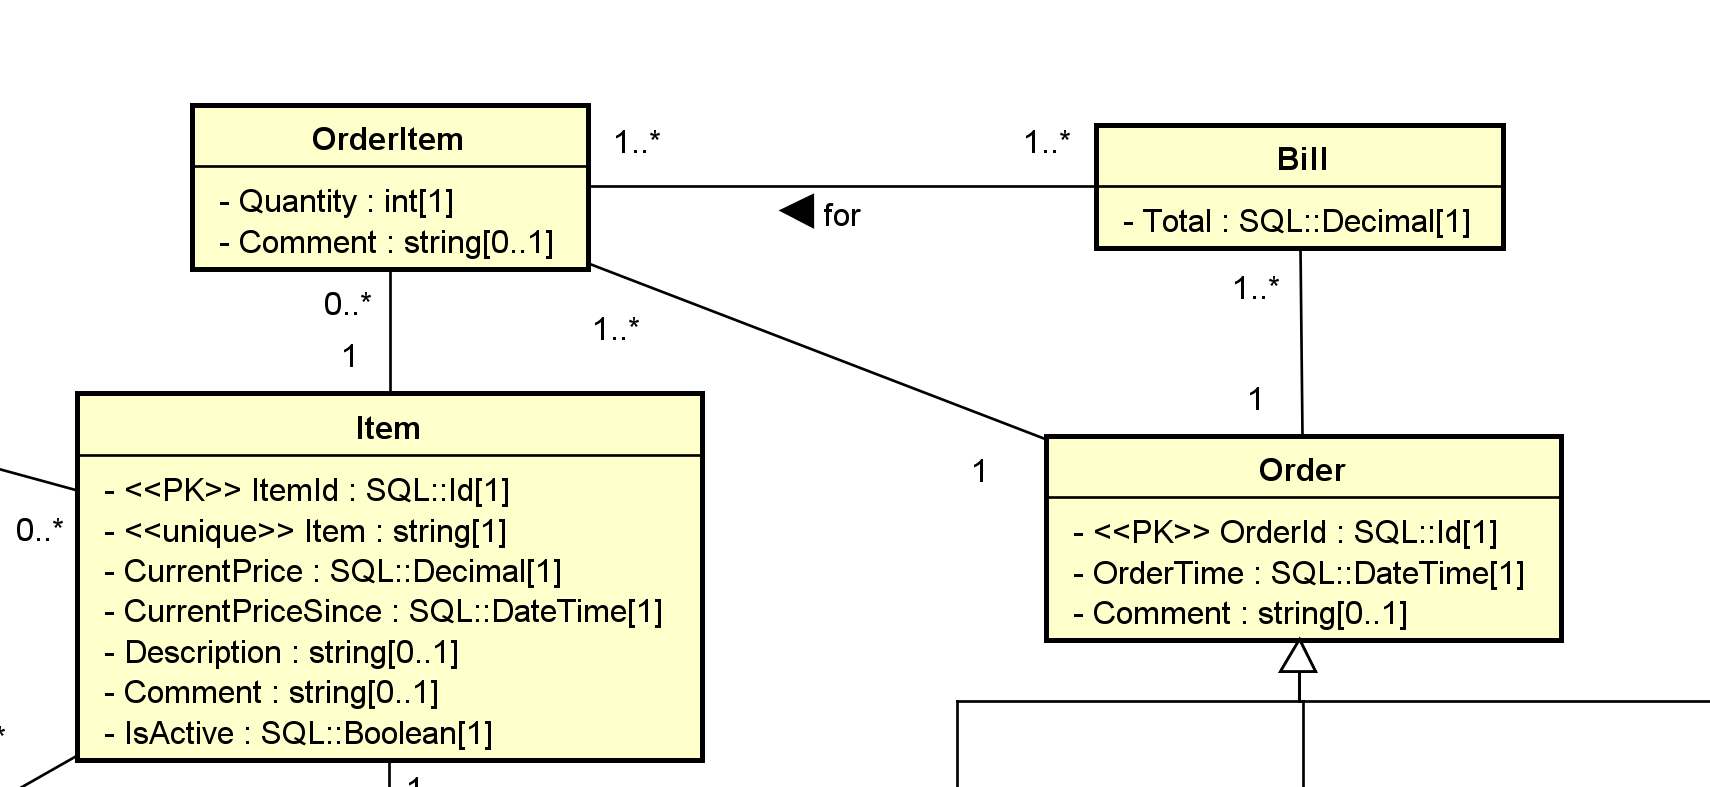 OrderItem
- Quantity : int[1]
- Comment : string[0..1]
1..*
1..*
for
Bill
- Total : SQL::Decimal[1]
0..*
1
1..*
1
1..*
1
Item
- <<PK>> ItemId : SQL::Id[1]
- <<unique>> Item : string[1]
- CurrentPrice : SQL::Decimal[1]
- CurrentPriceSince : SQL::DateTime[1]
- Description : string[0..1]
- Comment : string[0..1]
- IsActive : SQL::Boolean[1]
Order
- <<PK>> OrderId : SQL::Id[1]
- OrderTime : SQL::DateTime[1]
- Comment : string[0..1]
0..*
*
1